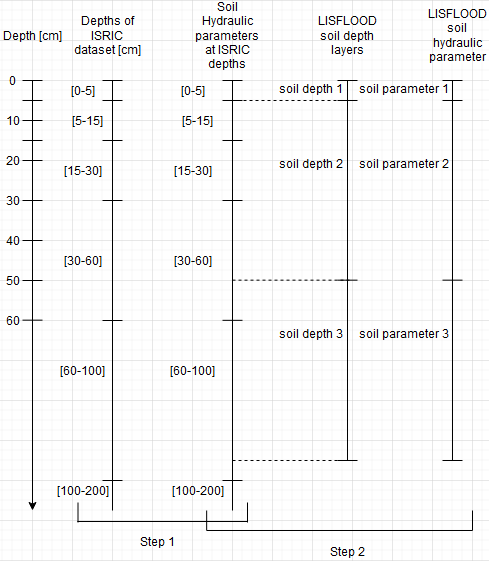 Depth [cm]
Depths of
ISRIC
dataset [cm]
Soil
Hydraulic
parameters
at ISRIC
depths
LISFLOOD
soil depth
layers
LISFLOOD
soil
hydraulic
parameter
0
[0-5]
[0-5]
soil depth 1
soil parameter 1
10
[5-15]
[5-15]
20
[15-30]
[15-30]
soil depth 2
soil parameter 2
30
40
[30-60]
[30-60]
50
60
soil depth 3
soil parameter 3
[60-100]
[60-100]
[100-200]
[100-200]
Step 1
Step 2